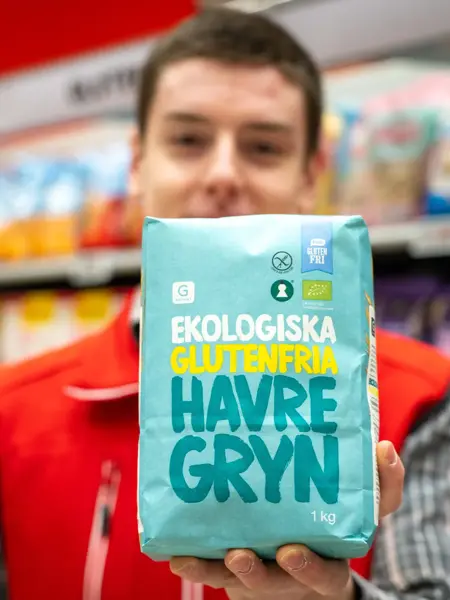 GLUTEN
FRI
G
EKOLOGISKA
GLUTENFRIA
HAVRE
GRYN
1 kg